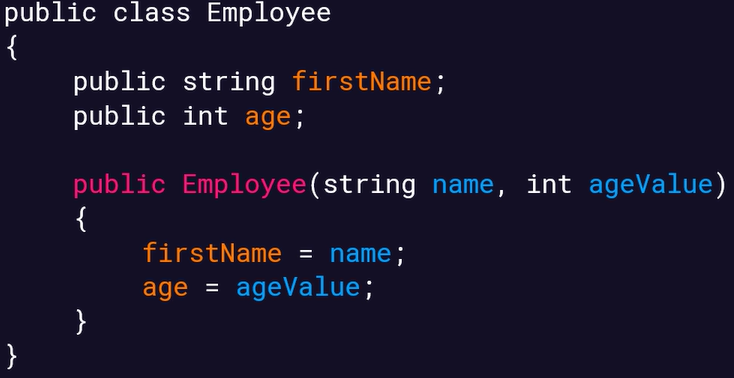 public class Employee
{
public string firstName;
public int age;
public Employee(string name, int ageValue)
{
firstName = name;
age = ageValue;
}
}